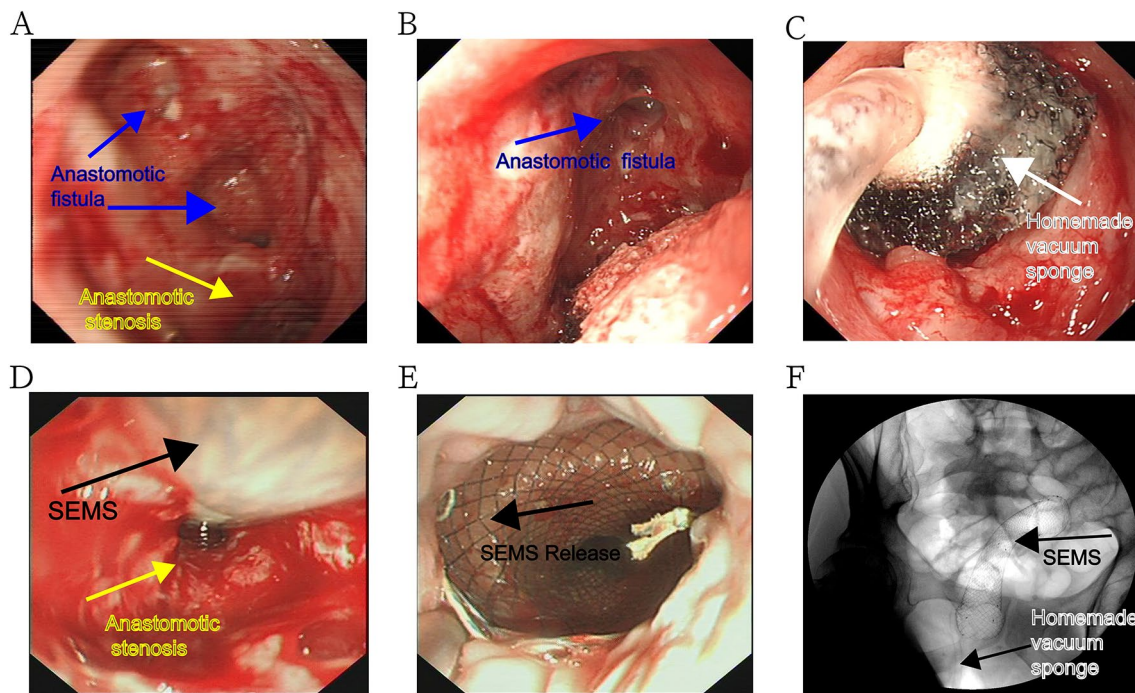 A
Anastomotic
fistula
Anastomotic
stenosis
B
Anastomotic fistula
C
Homemade
vacuum
sponge
D
SEMS
Anastomotic
stenosis
E
SEMS Release
F
SEMS
Homemade
vacuum
sponge